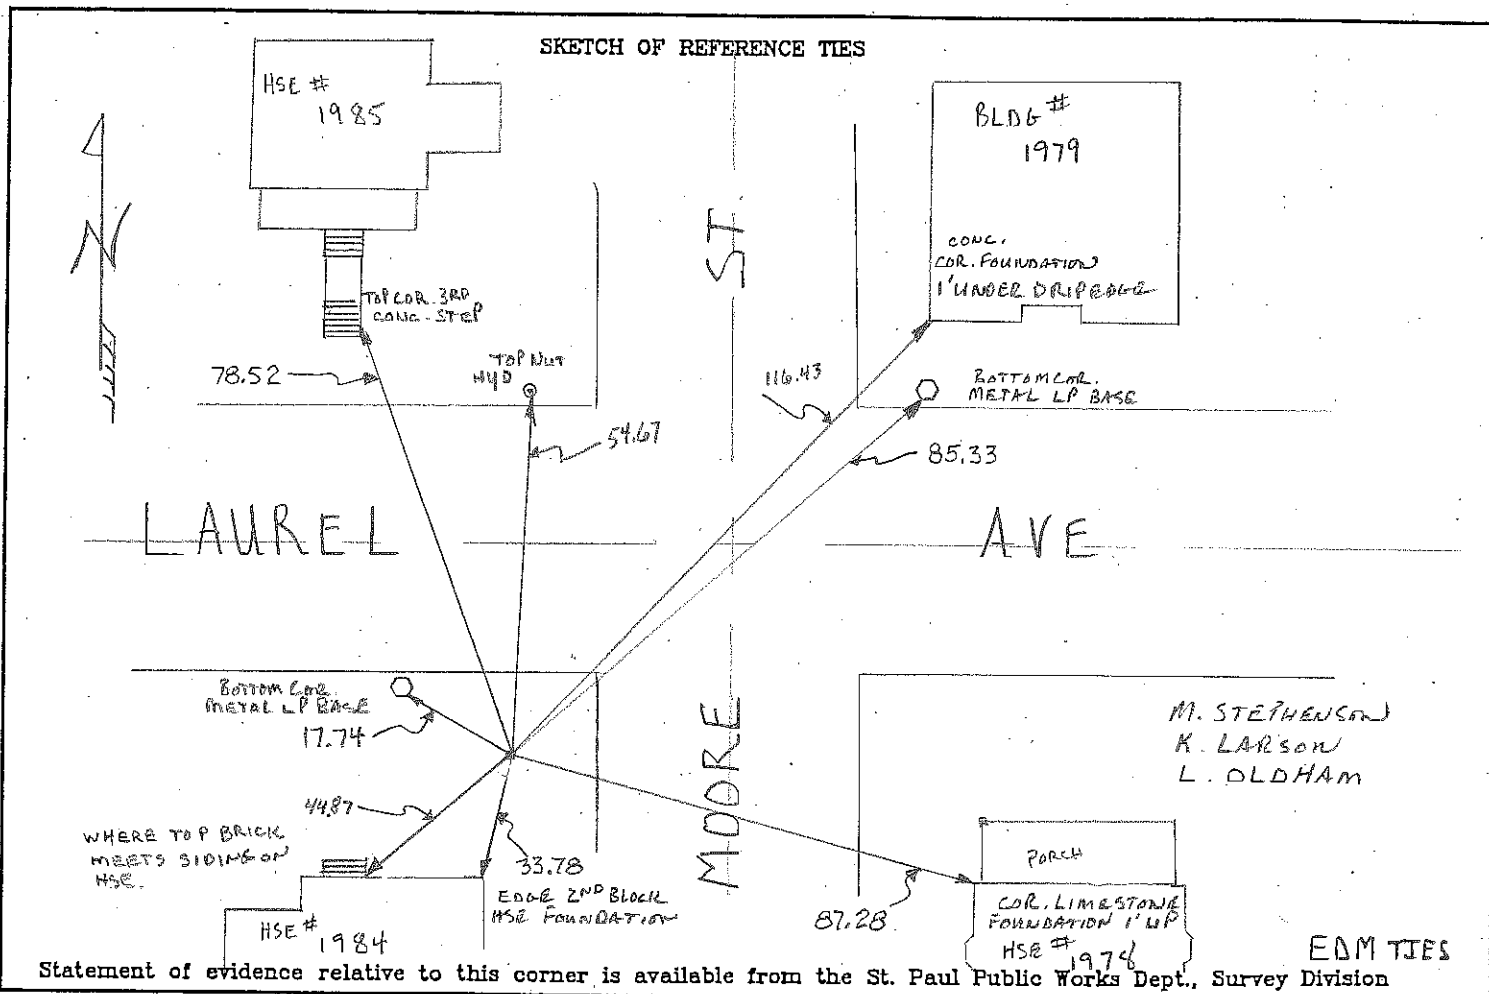 SKETCH OF REFERENCE TIES
HSE #
1985
BLDG #
1979
N
ST.
CONC.
COR. FOUNDATION
1' UNDER DRIPEDGE
TOP COR. 3RD
CONC. STEP
TOP NUT
HYD
78.52
116.43
BOTTOM COR.
METAL LP BASE
54.67
85.33
LAUREL AVE
BOTTOM COR.
METAL LP BASE
17.74
MOORE
M. STEPHENSON
K. LARSON
L. OLDHAM
44.87
WHERE TOP BRICK
MEETS SIDING ON
HSE.
33.78
EDGE 2ND BLOCK
HSE FOUNDATION
PORCH
87.28
COR. LIMESTONE
FOUNDATION 1' UP
HSE # 1984
HSE # 1978
EDM TIES
Statement of evidence relative to this corner is available from the St. Paul Public Works Dept., Survey Division